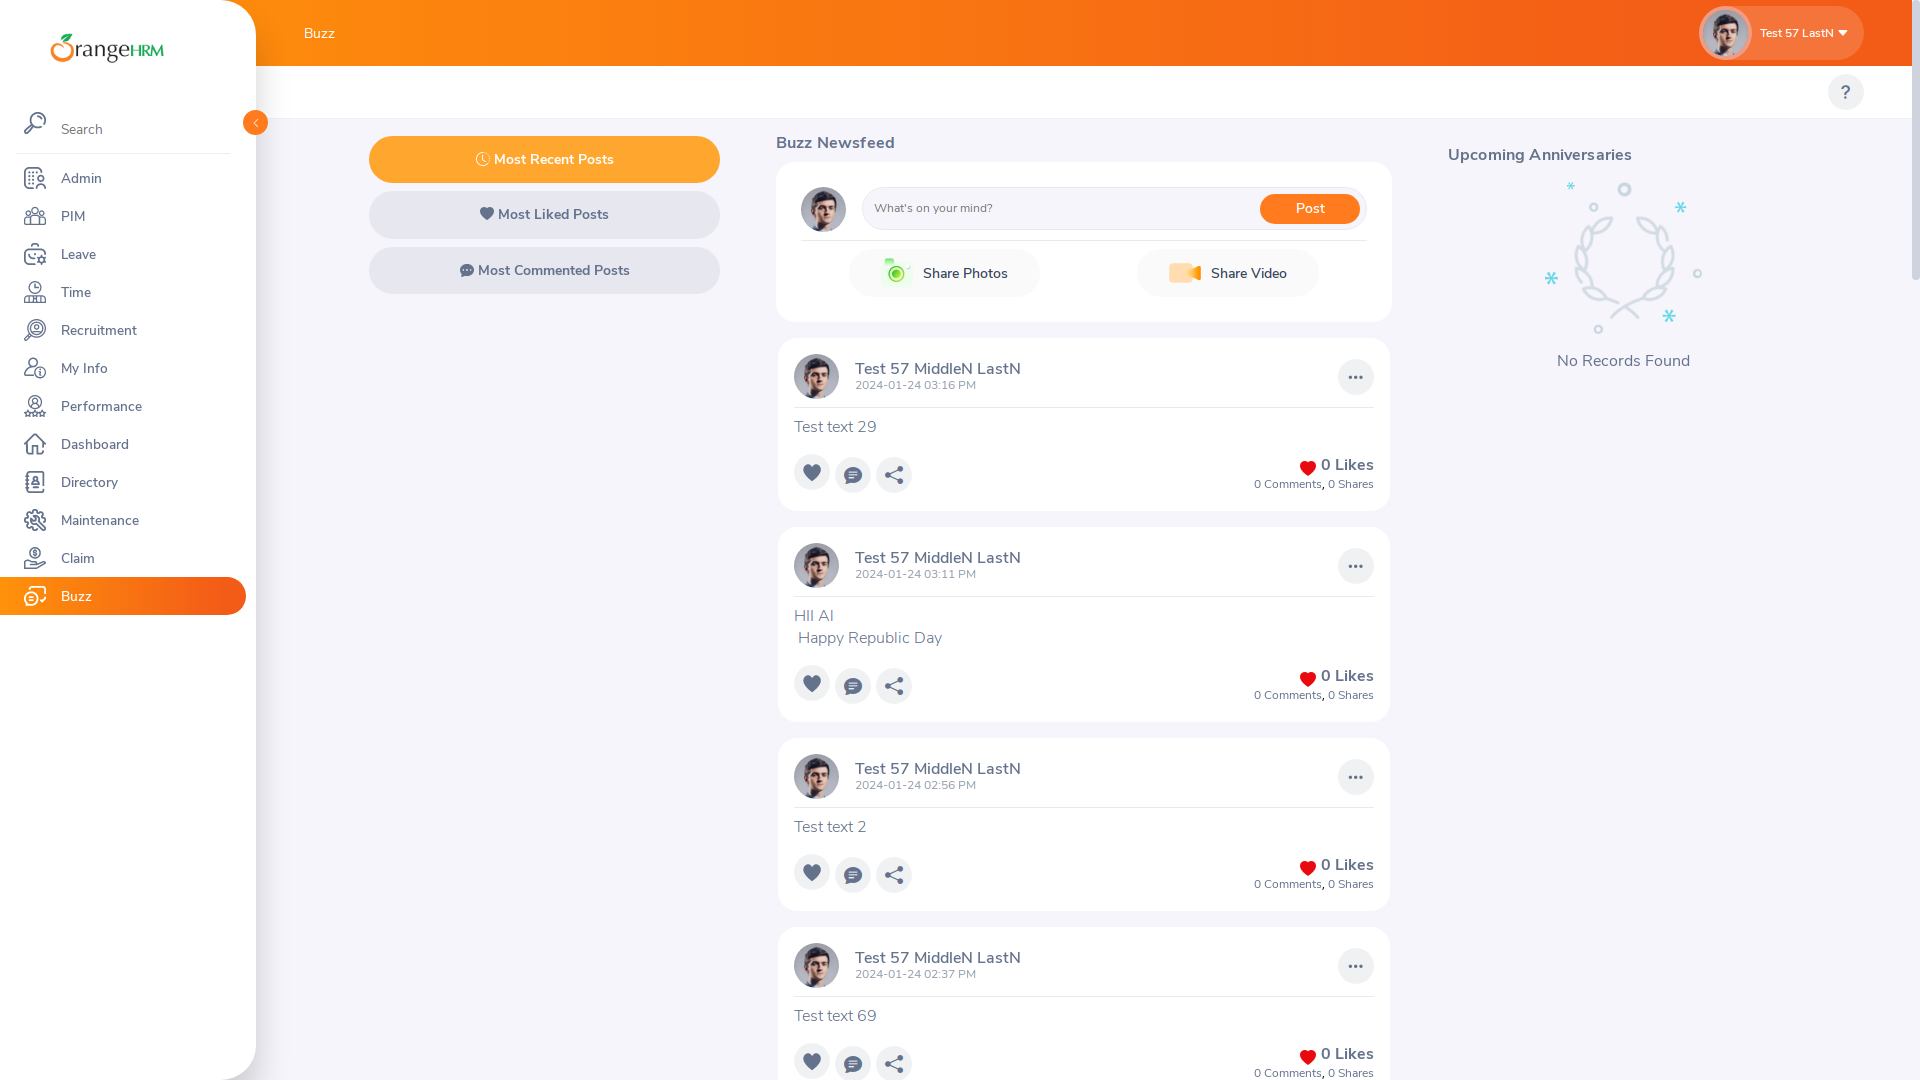 OrangeHRM
Search
Admin
PIM
Leave
Time
Recruitment
My Info
Performance
Dashboard
Directory
Maintenance
Claim
Buzz
Buzz
Test 57 LastN
?
Most Recent Posts
Most Liked Posts
Most Commented Posts
Buzz Newsfeed
What's on your mind?
Post
Share Photos
Share Video
Test 57 MiddleN LastN
2024-01-24 03:16 PM
Test text 29
0 Likes
0 Comments, 0 Shares
Test 57 MiddleN LastN
2024-01-24 03:11 PM
HII AI
Happy Republic Day
0 Likes
0 Comments, 0 Shares
Test 57 MiddleN LastN
2024-01-24 02:56 PM
Test text 2
0 Likes
0 Comments, 0 Shares
Test 57 MiddleN LastN
2024-01-24 02:37 PM
Test text 69
0 Likes
0 Comments, 0 Shares
Upcoming Anniversaries
No Records Found